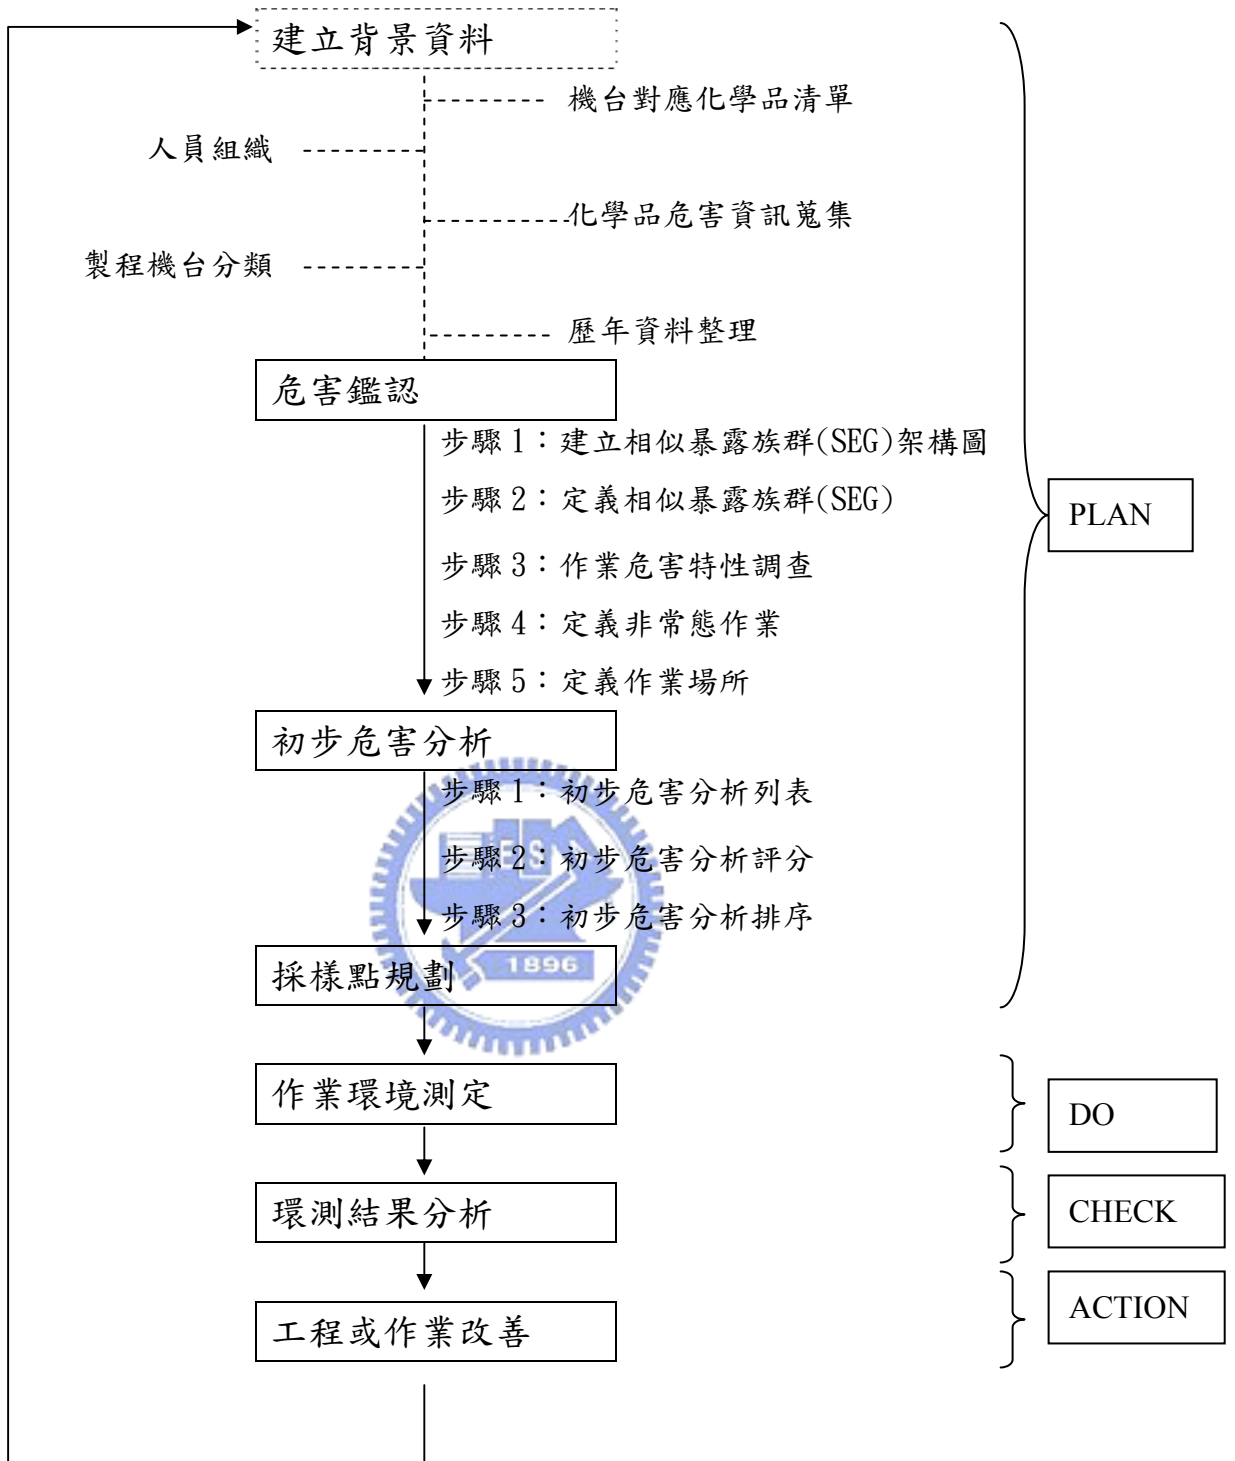 建立背景資料
機台對應化學品清單
人員組織
化學品危害資訊蒐集
製程機台分類
歷年資料整理
危害鑑認
步驟1：建立相似暴露族群(SEG)架構圖
步驟2：定義相似暴露族群(SEG)
PLAN
步驟3：作業危害特性調查
步驟4：定義非常態作業
步驟5：定義作業場所
初步危害分析
步驟1：初步危害分析列表
步驟2：初步危害分析評分
ES
步驟3：初步危害分析排序
採樣點規劃
1896
作業環境測定
DO
環測結果分析
CHECK
工程或作業改善
ACTION